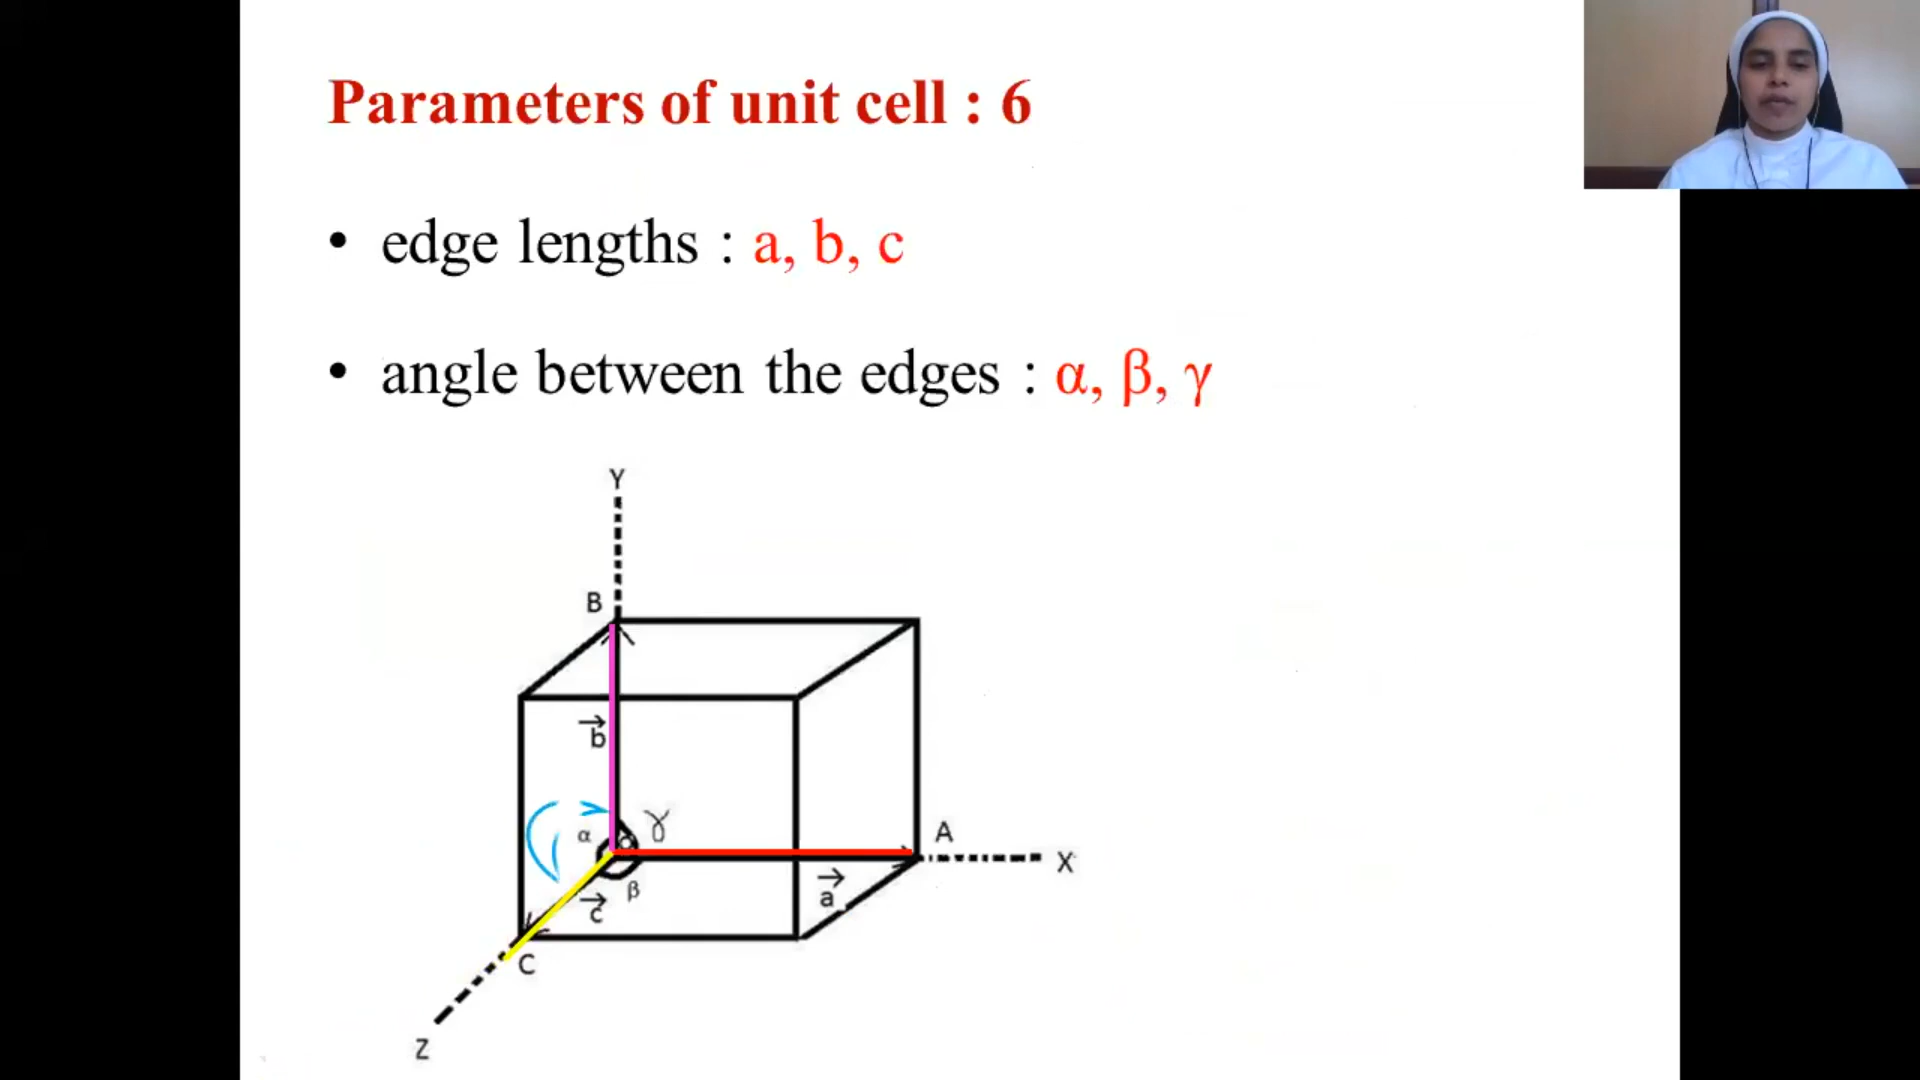 Parameters of unit cell : 6
• edge lengths : a, b, c
• angle between the edges : α, β, γ
Y
B
b
α
γ
A
X
β
a
c
C
Z